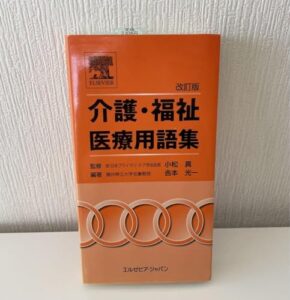 ELSEVIER
改訂版
介護・福祉
医療用語集
監修 小松 眞
編著 吉本 光一
エルゼビア・ジャパン